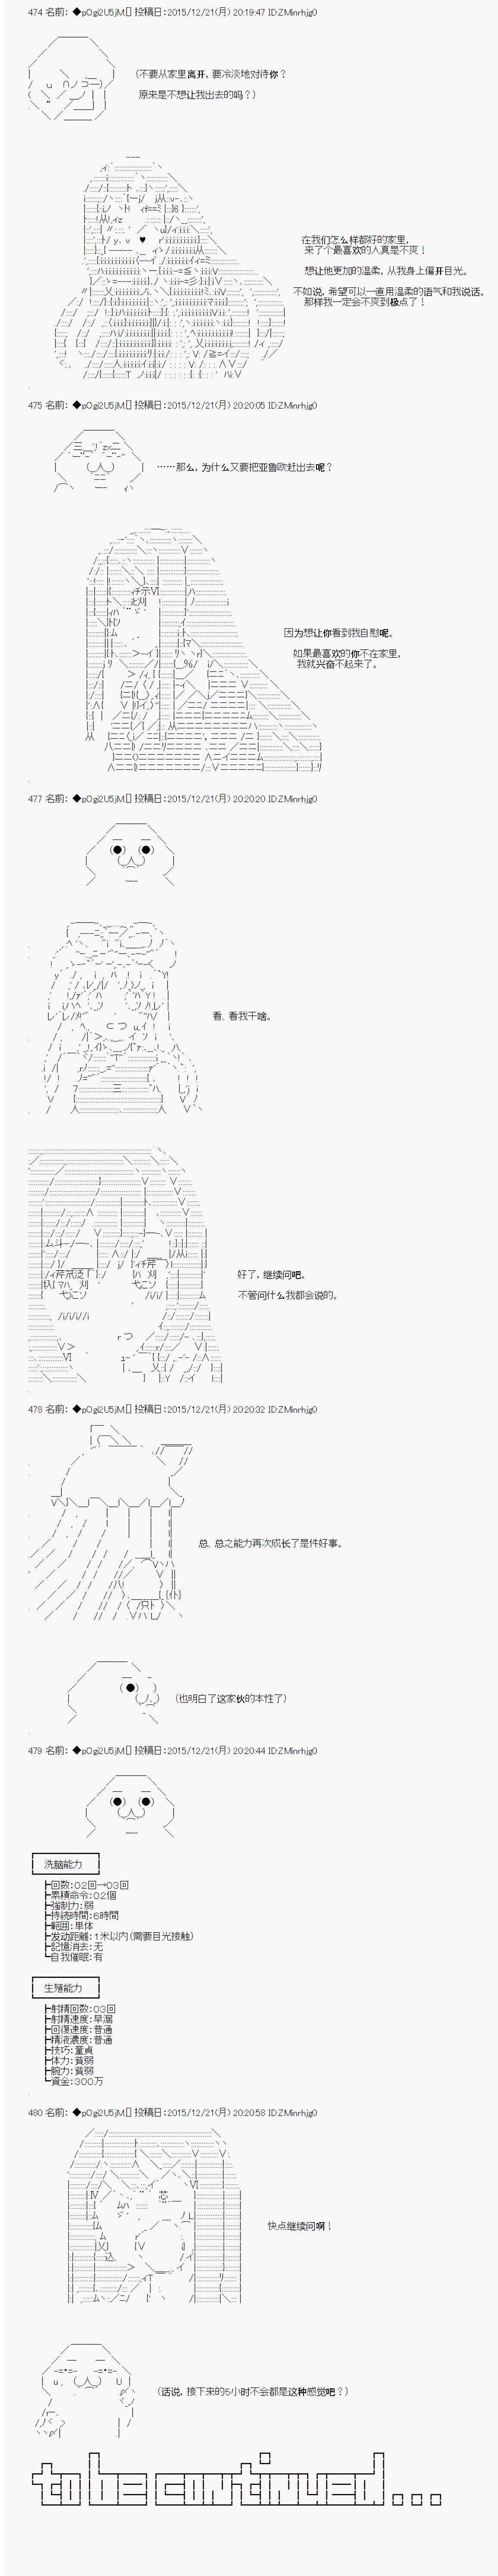 474 名前：◆pOgi2U5jM[] 投稿日：2015/12/21(月) 20:19:47 ID:ZMinrhjg0
（不要从家里离开，要冷淡地对待你？
原来是不想让我出去的吗？）
在我们怎么样都好的家里，
来了个最喜欢的人真是不爽！
想让他更加的温柔，从我身上偏开目光。
不如说，希望可以一直用温柔的语气和我说话。
那样我一定会不爽到极点了！
475 名前：◆pOgi2U5jM[] 投稿日：2015/12/21(月) 20:20:05 ID:ZMinrhjg0
……那么，为什么又要把亚鲁欧赶出去呢？
因为想让你看到我自慰呢。
如果最喜欢的你不在家里，
我就兴奋不起来了。
477 名前：◆pOgi2U5jM[] 投稿日：2015/12/21(月) 20:20:20 ID:ZMinrhjg0
看、看我干啥。
好了，继续问吧。
不管问什么我都会说的。
478 名前：◆pOgi2U5jM[] 投稿日：2015/12/21(月) 20:20:32 ID:ZMinrhjg0
总、总之能力再次成长了是件好事。
（也明白了这家伙的本性了）
479 名前：◆pOgi2U5jM[] 投稿日：2015/12/21(月) 20:20:44 ID:ZMinrhjg0
洗脑能力
┣回数：02回→03回
┣累積命令：02個
┣強制力：弱
┣持続時間：6時間
┣範囲：单体
┣发动距離：1米以内（需要目光接触）
┣記憶消去：无
┗自我催眠：有
生殖能力
┣射精回数：03回
┣射精速度：早漏
┣回復速度：普通
┣精液濃度：普通
┣技巧：童貞
┣体力：貧弱
┣腕力：貧弱
┗資金：300万
480 名前：◆pOgi2U5jM[] 投稿日：2015/12/21(月) 20:20:58 ID:ZMinrhjg0
快点继续问啊！
（话说，接下来的5小时不会都是这种感觉吧？）